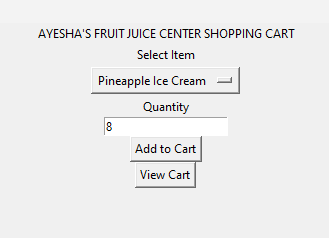 AYESHA'S FRUIT JUICE CENTER SHOPPING CART
Select Item
Pineapple Ice Cream
Quantity
8
Add to Cart
View Cart